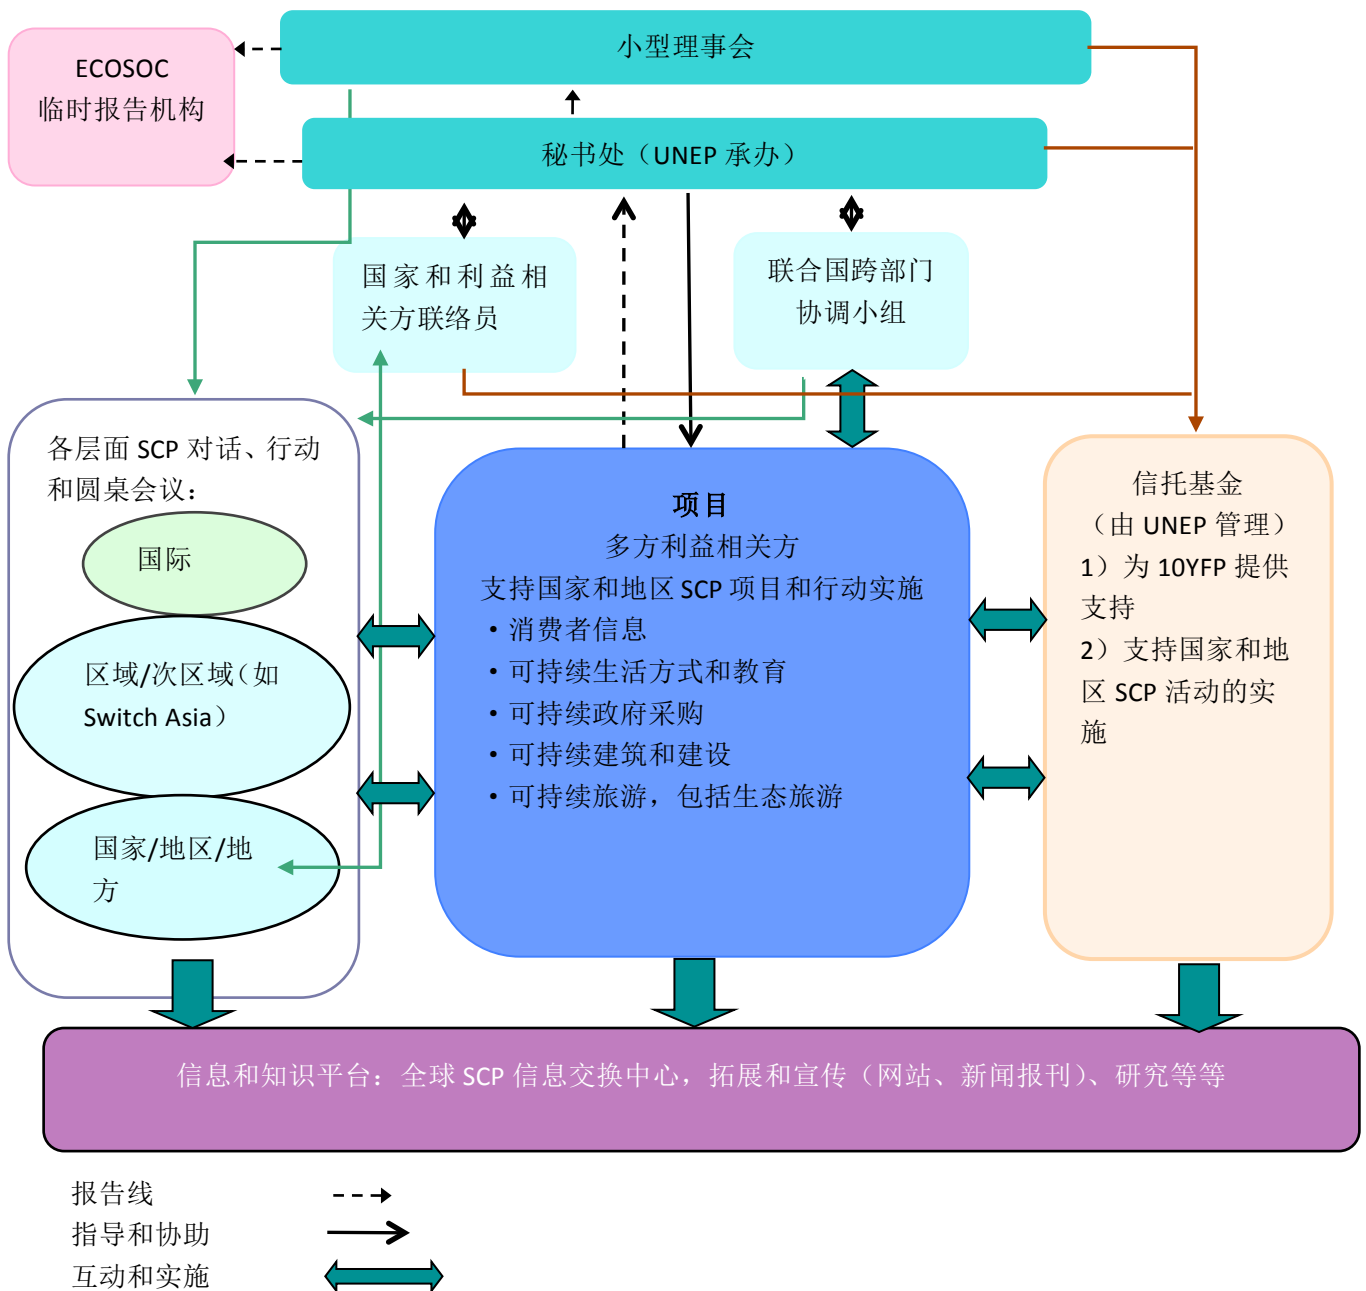 小型理事会
ECOSOC
临时报告机构
秘书处（UNEP 承办）
国家和利益相
关方联络员
联合国跨部门
协调小组
各层面 SCP 对话、行动
和圆桌会议：
国际
区域/次区域（如
Switch Asia）
国家/地区/地
方
项目
多方利益相关方
支持国家和地区 SCP 项目和行动实施
·消费者信息
·可持续生活方式和教育
·可持续政府采购
·可持续建筑和建设
·可持续旅游，包括生态旅游
信托基金
（由 UNEP 管理）
1）为 10YFP 提供
支持
2）支持国家和地
区 SCP 活动的实
施
信息和知识平台：全球 SCP 信息交换中心，拓展和宣传（网站、新闻报刊）、研究等等
报告线
指导和协助
互动和实施